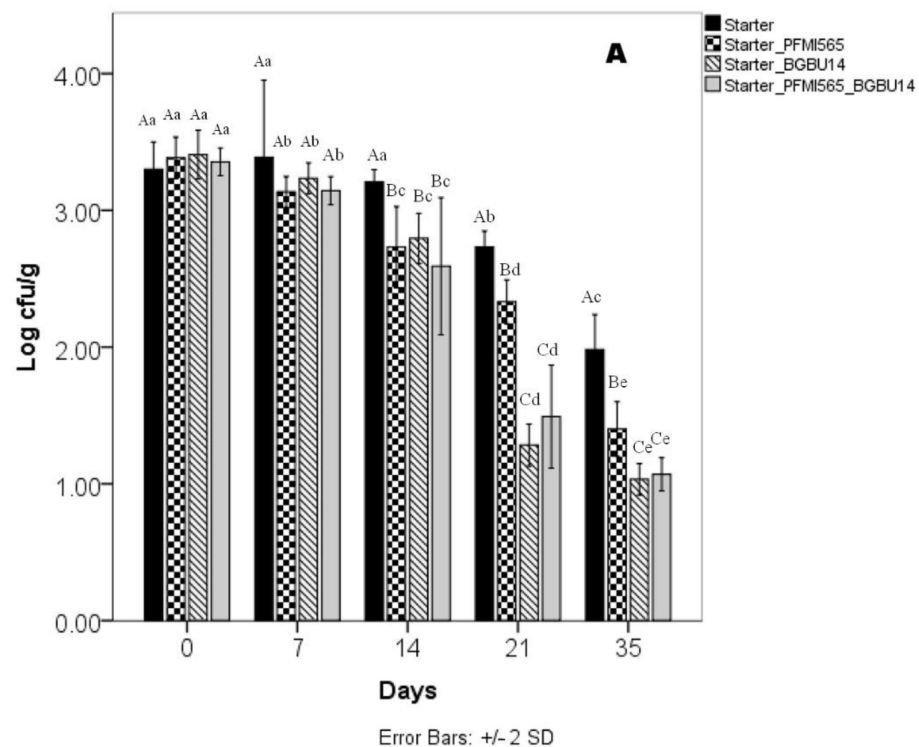 A
Starter
Starter_PFMI565
Starter_BGBU14
Starter_PFMI565_BGBU14
Log cfu/g
4.00
3.00
2.00
1.00
0.00
Aa Aa Aa Aa
Aa Ab Ab Ab
Aa Bc Bc Bc
Ab Bd Cd Cd
Ac Be Ce Ce
0 7 14 21 35
Days
Error Bars: +/- 2 SD